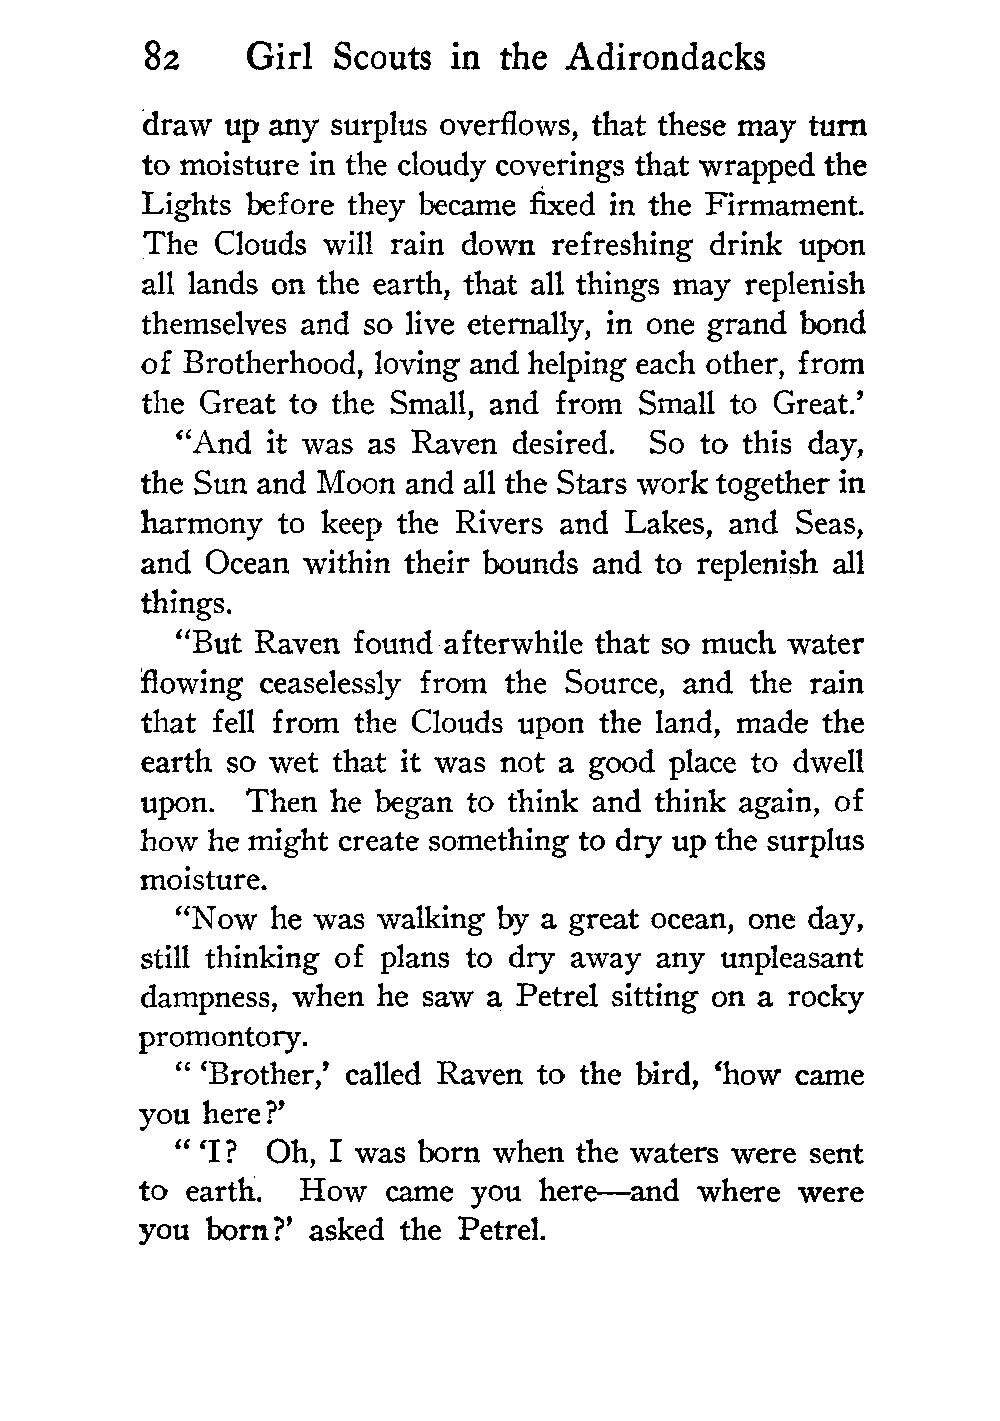 82 Girl Scouts in the Adirondacks
draw up any surplus overflows, that these may turn
to moisture in the cloudy coverings that wrapped the
Lights before they became fixed in the Firmament.
The Clouds will rain down refreshing drink upon
all lands on the earth, that all things may replenish
themselves and so live eternally, in one grand bond
of Brotherhood, loving and helping each other, from
the Great to the Small, and from Small to Great.’
“And it was as Raven desired. So to this day,
the Sun and Moon and all the Stars work together in
harmony to keep the Rivers and Lakes, and Seas,
and Ocean within their bounds and to replenish all
things.
“But Raven found afterwhile that so much water
flowing ceaselessly from the Source, and the rain
that fell from the Clouds upon the land, made the
earth so wet that it was not a good place to dwell
upon. Then he began to think and think again, of
how he might create something to dry up the surplus
moisture.
“Now he was walking by a great ocean, one day,
still thinking of plans to dry away any unpleasant
dampness, when he saw a Petrel sitting on a rocky
promontory.
“ ‘Brother,’ called Raven to the bird, ‘how came
you here?’
“ ‘I? Oh, I was born when the waters were sent
to earth. How came you here—and where were
you born?’ asked the Petrel.